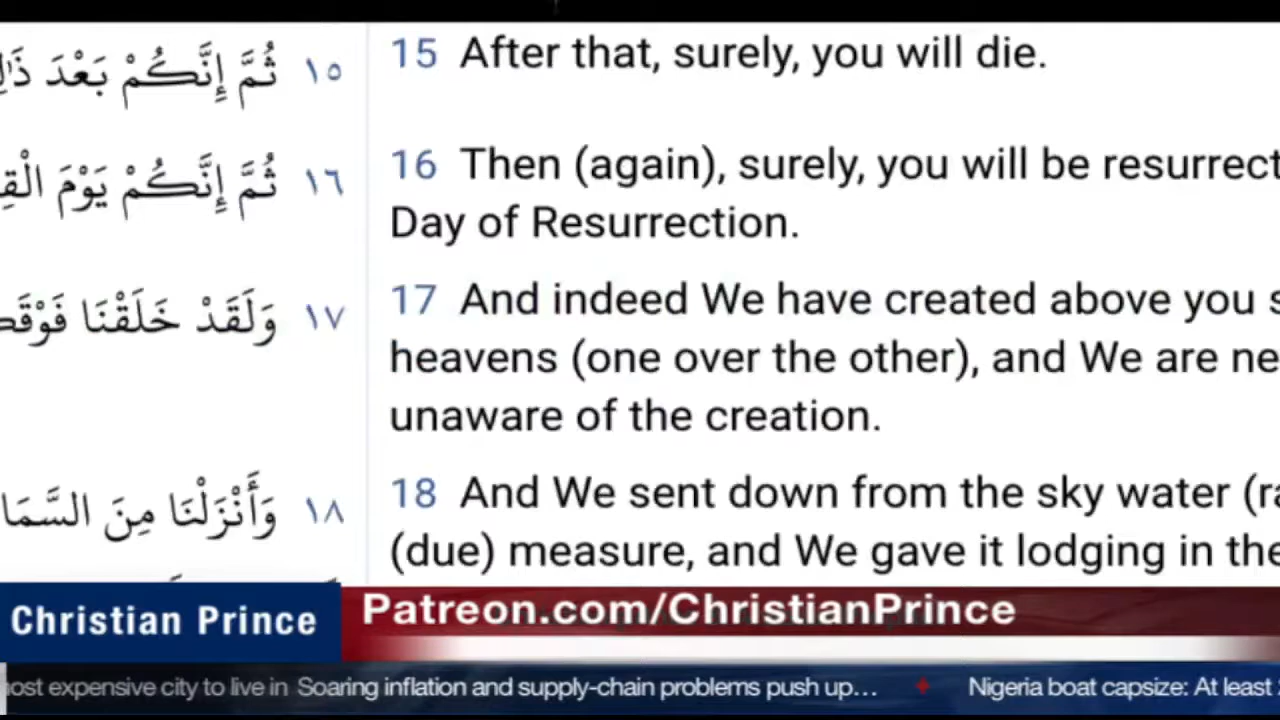 15 After that, surely, you will die.
ثُمَّ إِنَّكُمْ بَعْدَ ١٥
16 Then (again), surely, you will be
Day of Resurrection.
ثُمَّ إِنَّكُمْ يَوْمَ ١٦
17 And indeed We have created above you
heavens (one over the other), and We are
unaware of the creation.
وَلَقَدْ خَلَقْنَا ١٧
18 And We sent down from the sky water
(due) measure, and We gave it lodging in
وَأَنْزَلْنَا مِنَ ١٨
Christian Prince
Patreon.com/ChristianPrince
expensive city to live in Soaring inflation and supply-chain problems push up… Nigeria boat capsize: At least